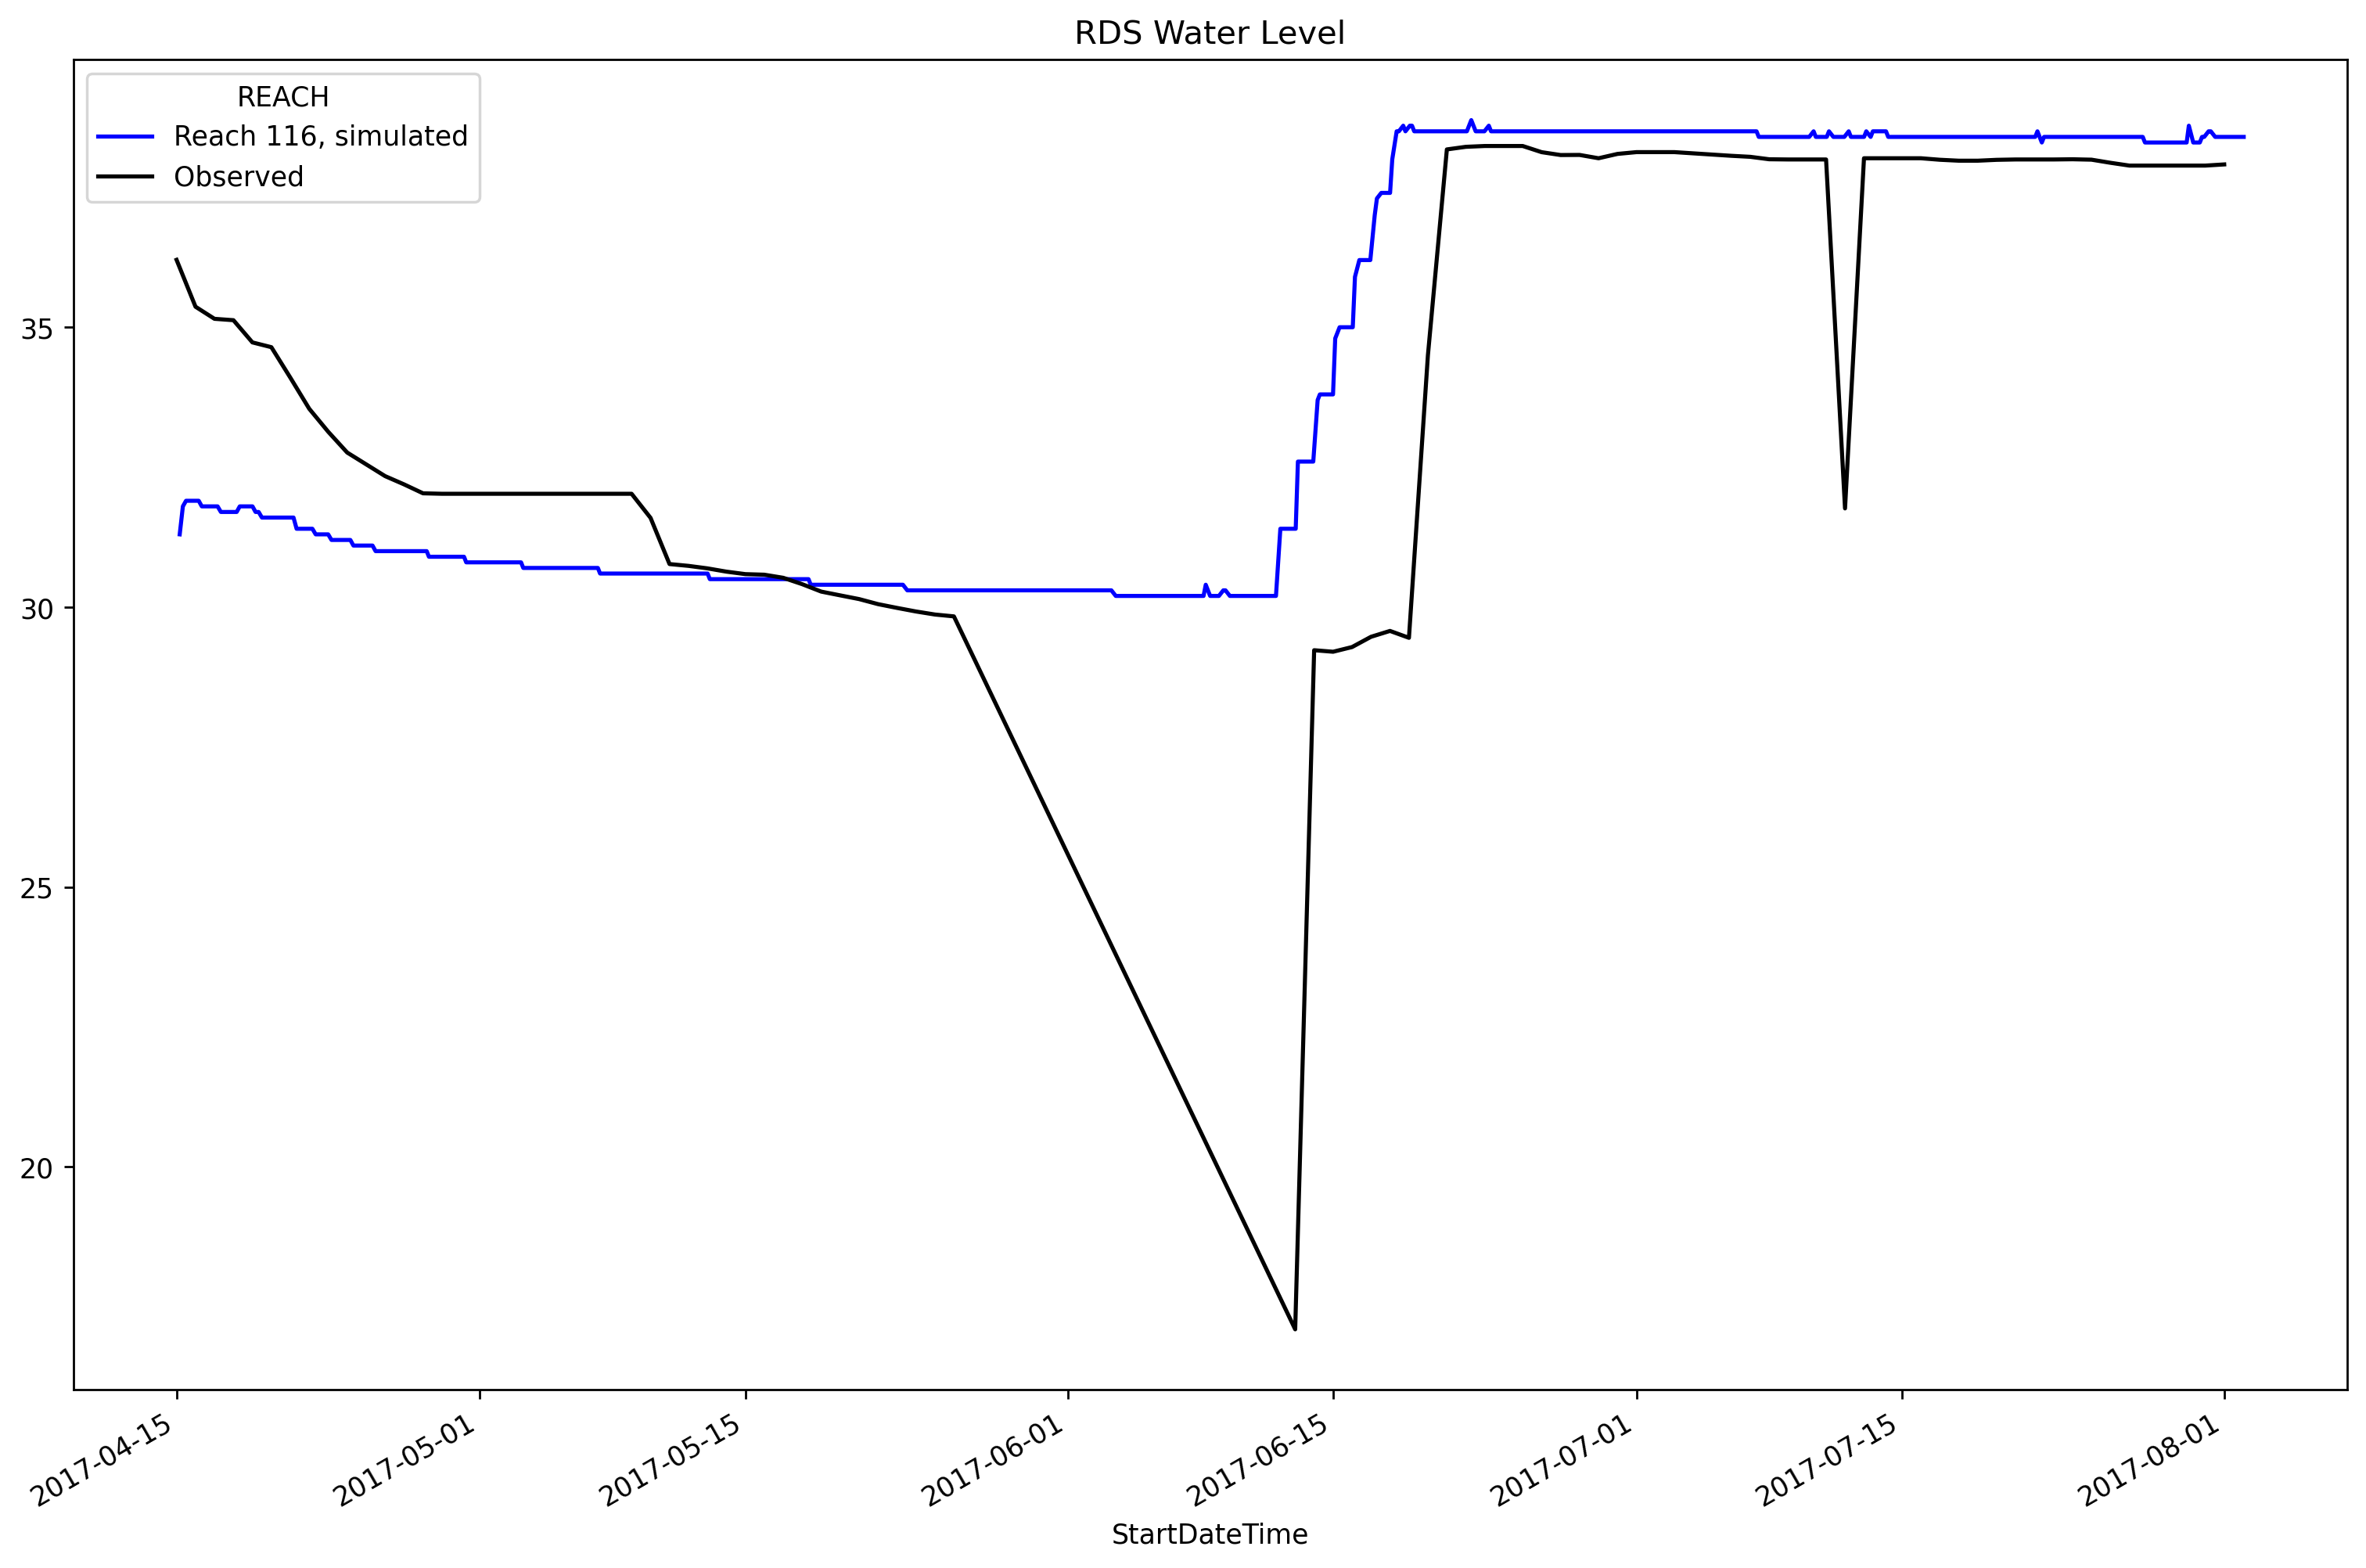 RDS Water Level
REACH
Reach 116, simulated
Observed
35
30
25
20
2017-04-15
2017-05-01
2017-05-15
2017-06-01
2017-06-15
2017-07-01
2017-07-15
2017-08-01
StartDateTime